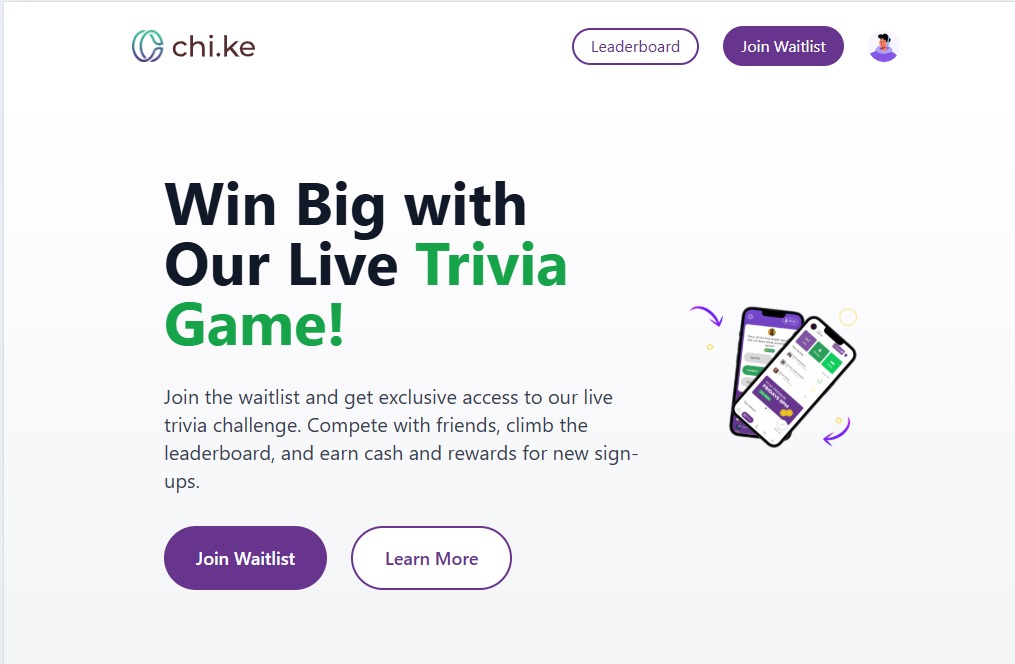 chi.ke
Leaderboard
Join Waitlist
Win Big with
Our Live Trivia
Game!
Join the waitlist and get exclusive access to our live
trivia challenge. Compete with friends, climb the
leaderboard, and earn cash and rewards for new sign-
ups.
FRIDAYS 8PM
Join Waitlist
Learn More